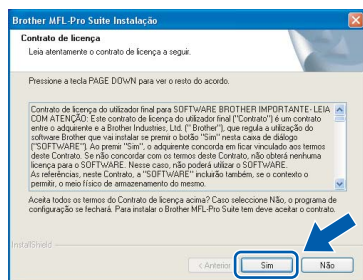 Brother MFL-Pro Suite Instalação
Contrato de licença
Leia atentamente o contrato de licença a seguir.
Pressione a tecla PAGE DOWN para ver o resto do acordo.
Contrato de licença do utilizador final para SOFTWARE BROTHER IMPORTANTE - LEIA
COM ATENÇÃO: Este contrato de licença do utilizador final ("Contrato") é um contrato
entre o adquirente e a Brother Industries, Ltd. ("Brother"), que regula a utilização do
software Brother que vai instalar se premir o botão "Sim" nesta caixa de diálogo
("SOFTWARE"). Ao premir "Sim", o adquirente concorda em ficar vinculado aos termos
deste Contrato. Se não concordar com os termos deste Contrato, não obterá nenhuma
licença para o SOFTWARE. Nesse caso, não poderá utilizar o SOFTWARE.
As referências, neste Contrato, a "SOFTWARE" incluirão também, se o contexto o
permitir, o meio físico de armazenamento do mesmo.
Aceita todos os termos do Contrato de licença acima? Caso seleccione Não, o programa de
configuração se fechará. Para instalar o Brother MFL-Pro Suite tem deve aceitar o contrato.
InstallShield
< Anterior
Sim
Não